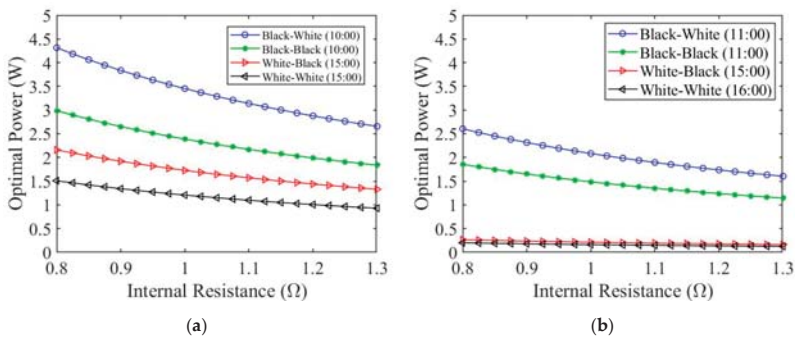 Optimal Power (W)
5
4.5
4
3.5
3
2.5
2
1.5
1
0.5
0
Black-White (10:00)
Black-Black (10:00)
White-Black (15:00)
White-White (15:00)
0.8 0.9 1 1.1 1.2 1.3
Internal Resistance (Ω)
(a)
Optimal Power (W)
5
4.5
4
3.5
3
2.5
2
1.5
1
0.5
0
Black-White (11:00)
Black-Black (11:00)
White-Black (15:00)
White-White (16:00)
0.8 0.9 1 1.1 1.2 1.3
Internal Resistance (Ω)
(b)